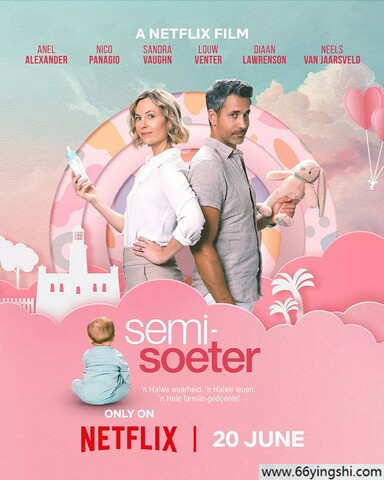 A NETFLIX FILM
ANEL ALEXANDER
NICO PANAGIO
SANDRA VAUGHN
LOUW VENTER
DIAAN LAWRENSON
NEELS VAN JAARSVELD
semi-
soeter
'n Halwe waarheid. 'n Halwe leuen.
'n Hele familie-gedoente!
ONLY ON
NETFLIX | 20 JUNE
www.66yingshi.com